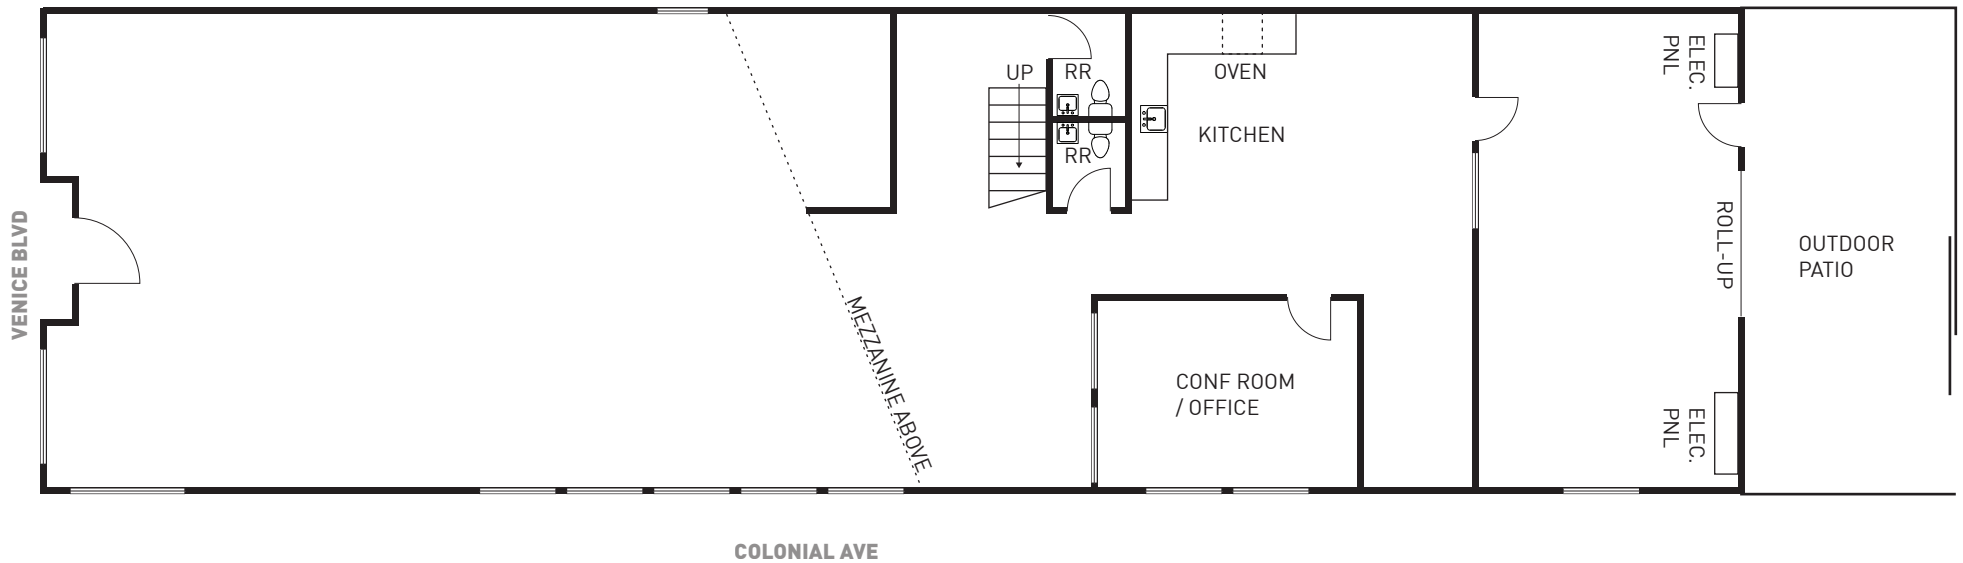 UP
RR
RR
OVEN
KITCHEN
ELEC.
PNL
ROLL-UP
OUTDOOR
PATIO
VENICE BLVD
MEZZANINE ABOVE
CONF ROOM
/ OFFICE
ELEC.
PNL
COLONIAL AVE